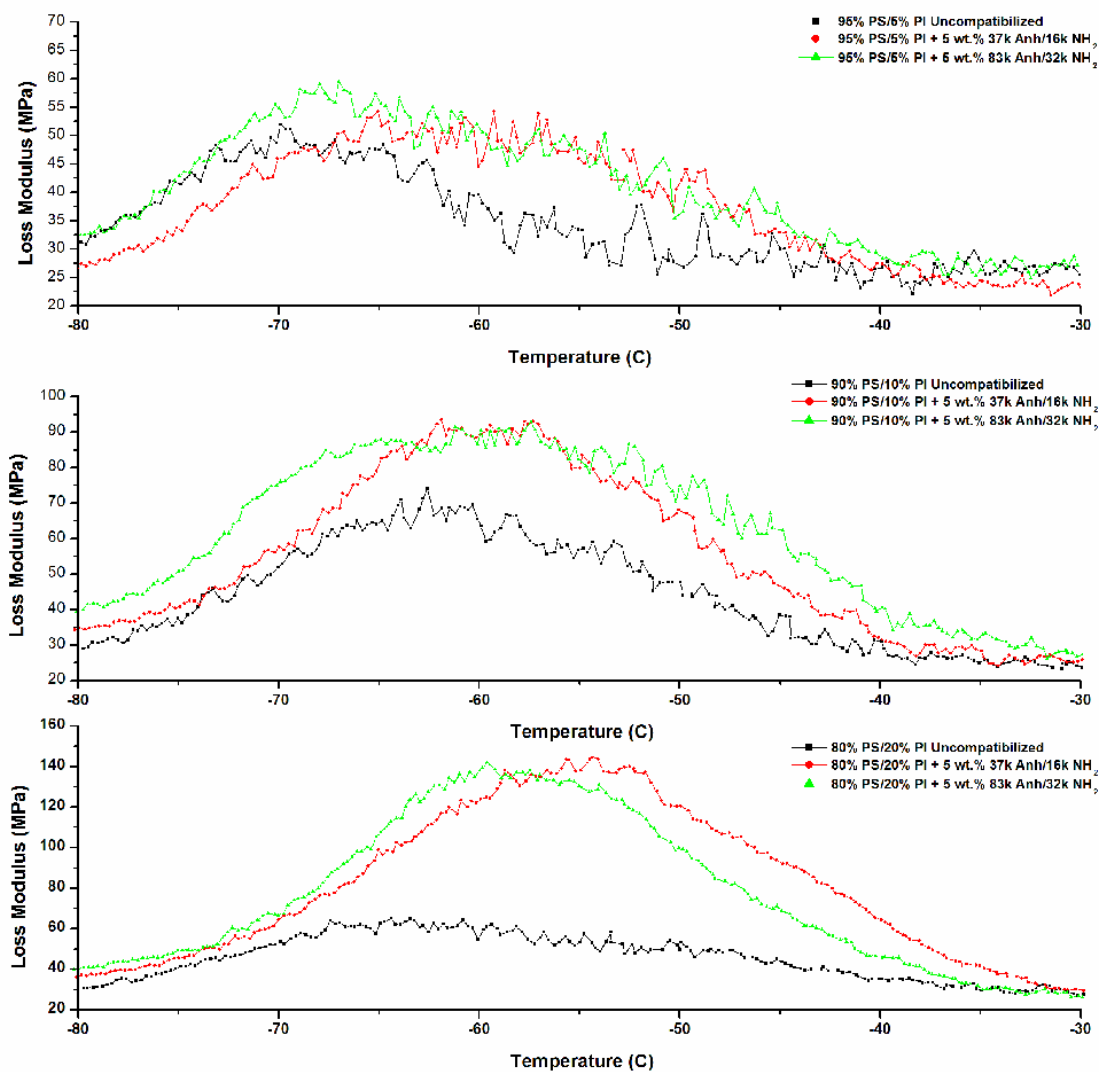 95% PS/5% PI Uncompatibilized
95% PS/5% PI + 5 wt.% 37k Anh/16k NH2
95% PS/5% PI + 5 wt.% 83k Anh/32k NH2
Loss Modulus (MPa)
70
65
60
55
50
45
40
35
30
25
20
-80 -70 -60 -50 -40 -30
Temperature (C)
90% PS/10% PI Uncompatibilized
90% PS/10% PI + 5 wt.% 37k Anh/16k NH2
90% PS/10% PI + 5 wt.% 83k Anh/32k NH2
Loss Modulus (MPa)
100
90
80
70
60
50
40
30
20
-80 -70 -60 -50 -40 -30
Temperature (C)
80% PS/20% PI Uncompatibilized
80% PS/20% PI + 5 wt.% 37k Anh/16k NH2
80% PS/20% PI + 5 wt.% 83k Anh/32k NH2
Loss Modulus (MPa)
160
140
120
100
80
60
40
20
-80 -70 -60 -50 -40 -30
Temperature (C)